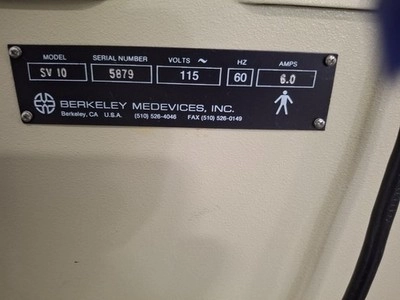 MODEL SERIAL NUMBER VOLTS ~ HZ AMPS
SV 10 5879 115 60 6.0
BERKELEY MEDEVICES, INC.
Berkeley, CA U.S.A. (510) 526-4046 FAX (510) 526-0149